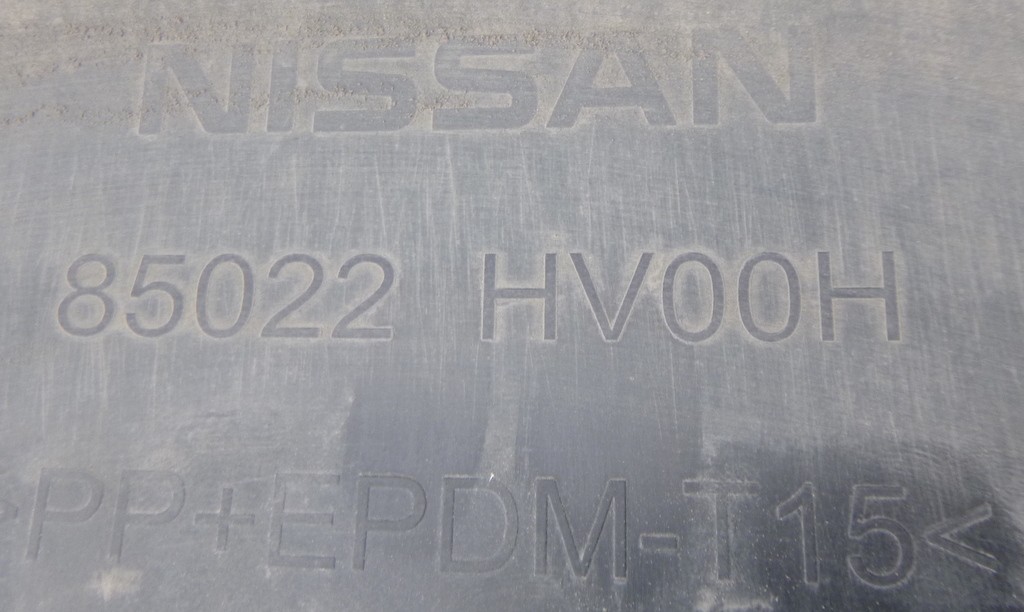 NISSAN
85022 HV00H
>PP+EPDM-T15<